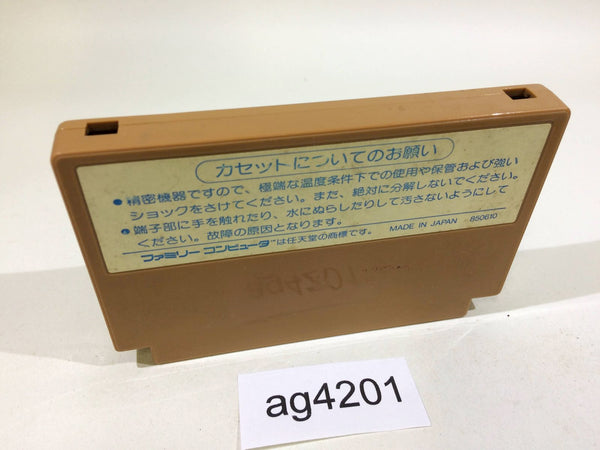 カセットについてのお願い
●精密機器ですので、極端な温度条件下での使用や保管および強い
ショックをさけてください。また、絶対に分解しないでください。
●端子部に手を触れたり、水にぬらしたりして汚さないようにして
ください。故障の原因となります。
ファミリーコンピュータ™は任天堂の商標です。 MADE IN JAPAN 850610
ag4201